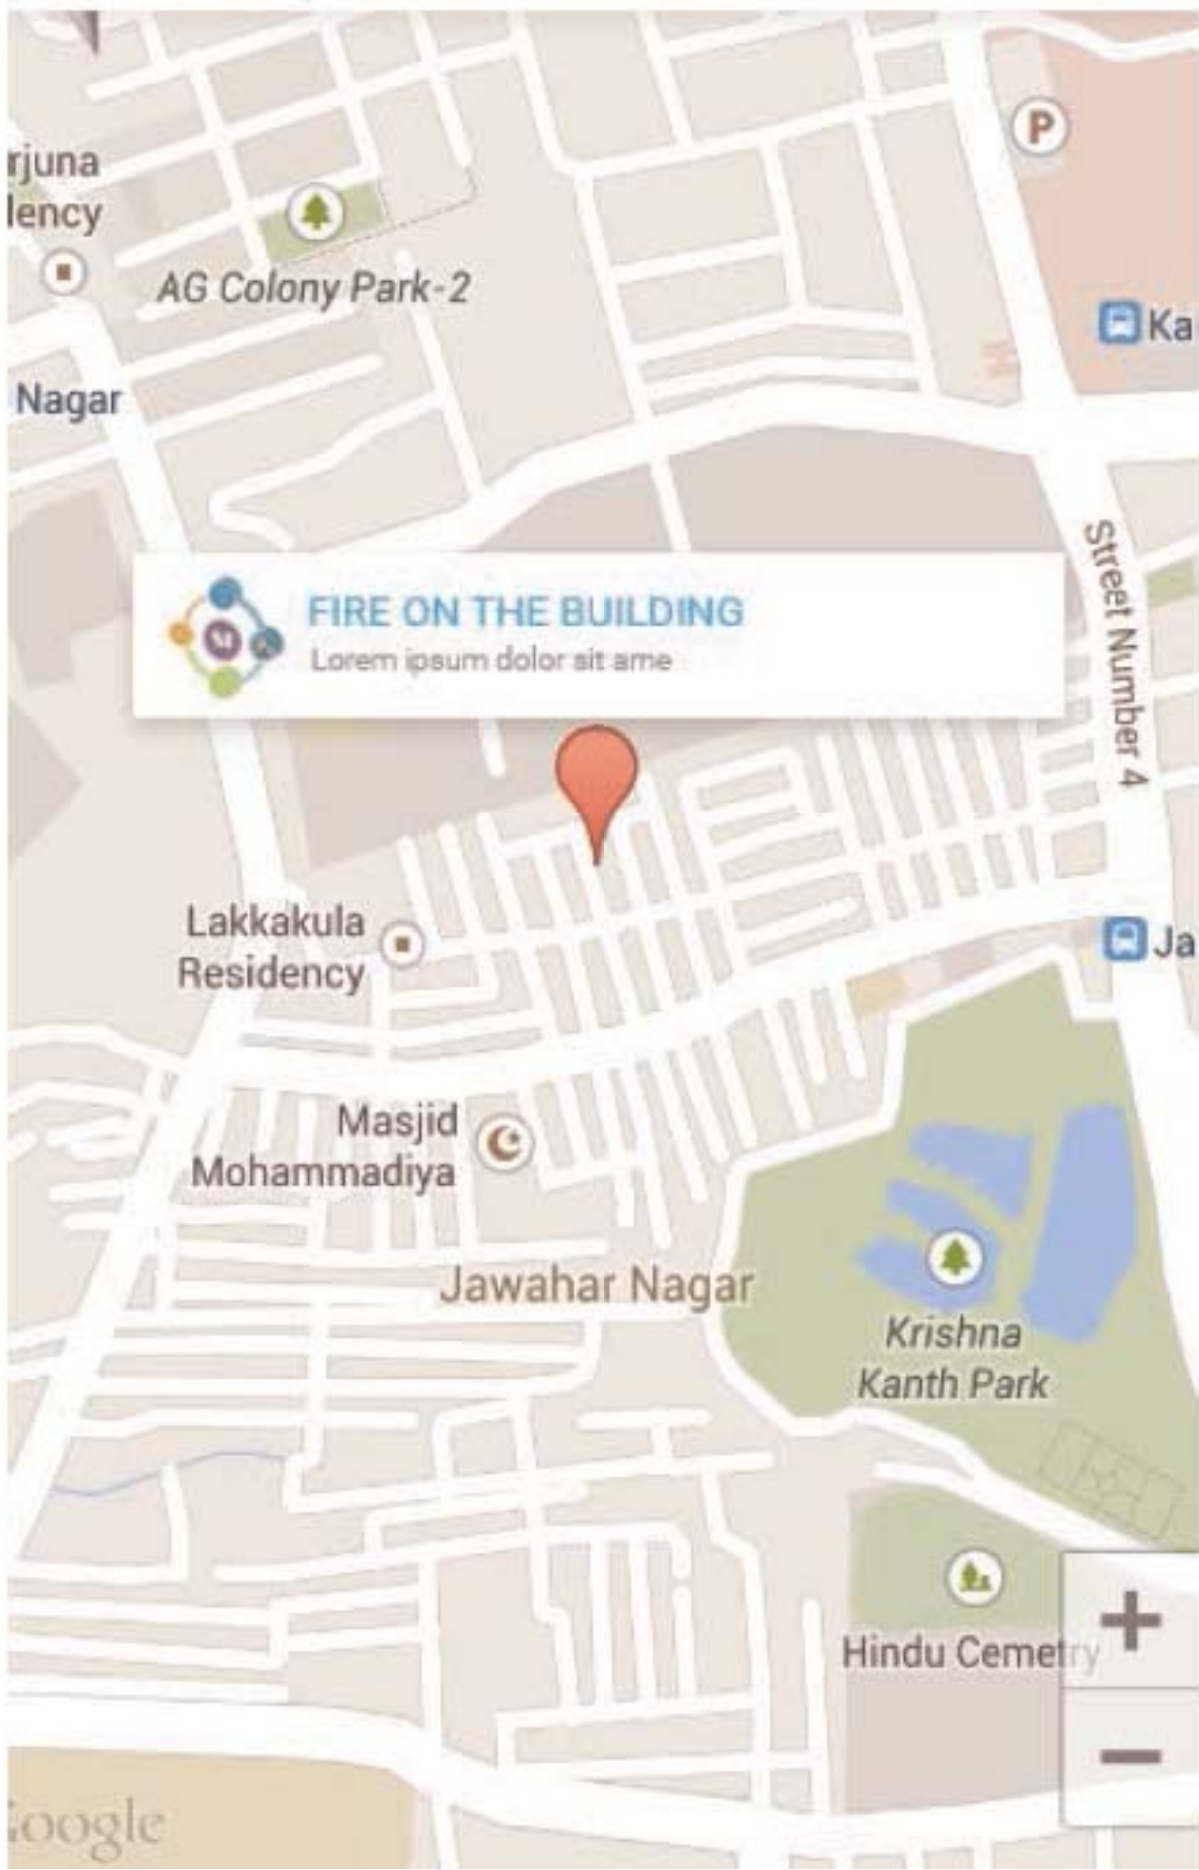 P
rjuna
lency
AG Colony Park-2
Ka
Nagar
Street Number 4
FIRE ON THE BUILDING
Lorem ipsum dolor sit ame
Lakkakula
Residency
Ja
Masjid
Mohammadiya
Jawahar Nagar
Krishna
Kanth Park
Hindu Cemetry
+
−
Google